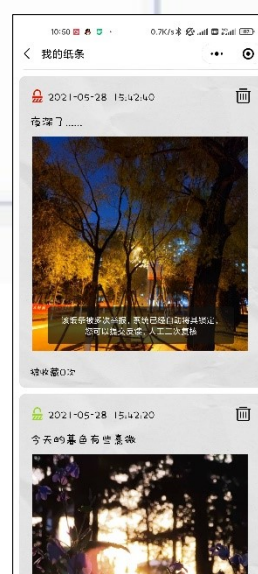 10:50 0.7K/s
我的纸条
2021-05-28 15:42:40
夜深了......
该纸条被多次举报，系统已经自动将其锁定，
您可以提交反馈，人工二次复核
被收藏0次
2021-05-28 15:42:20
今天的暮色有些熹微